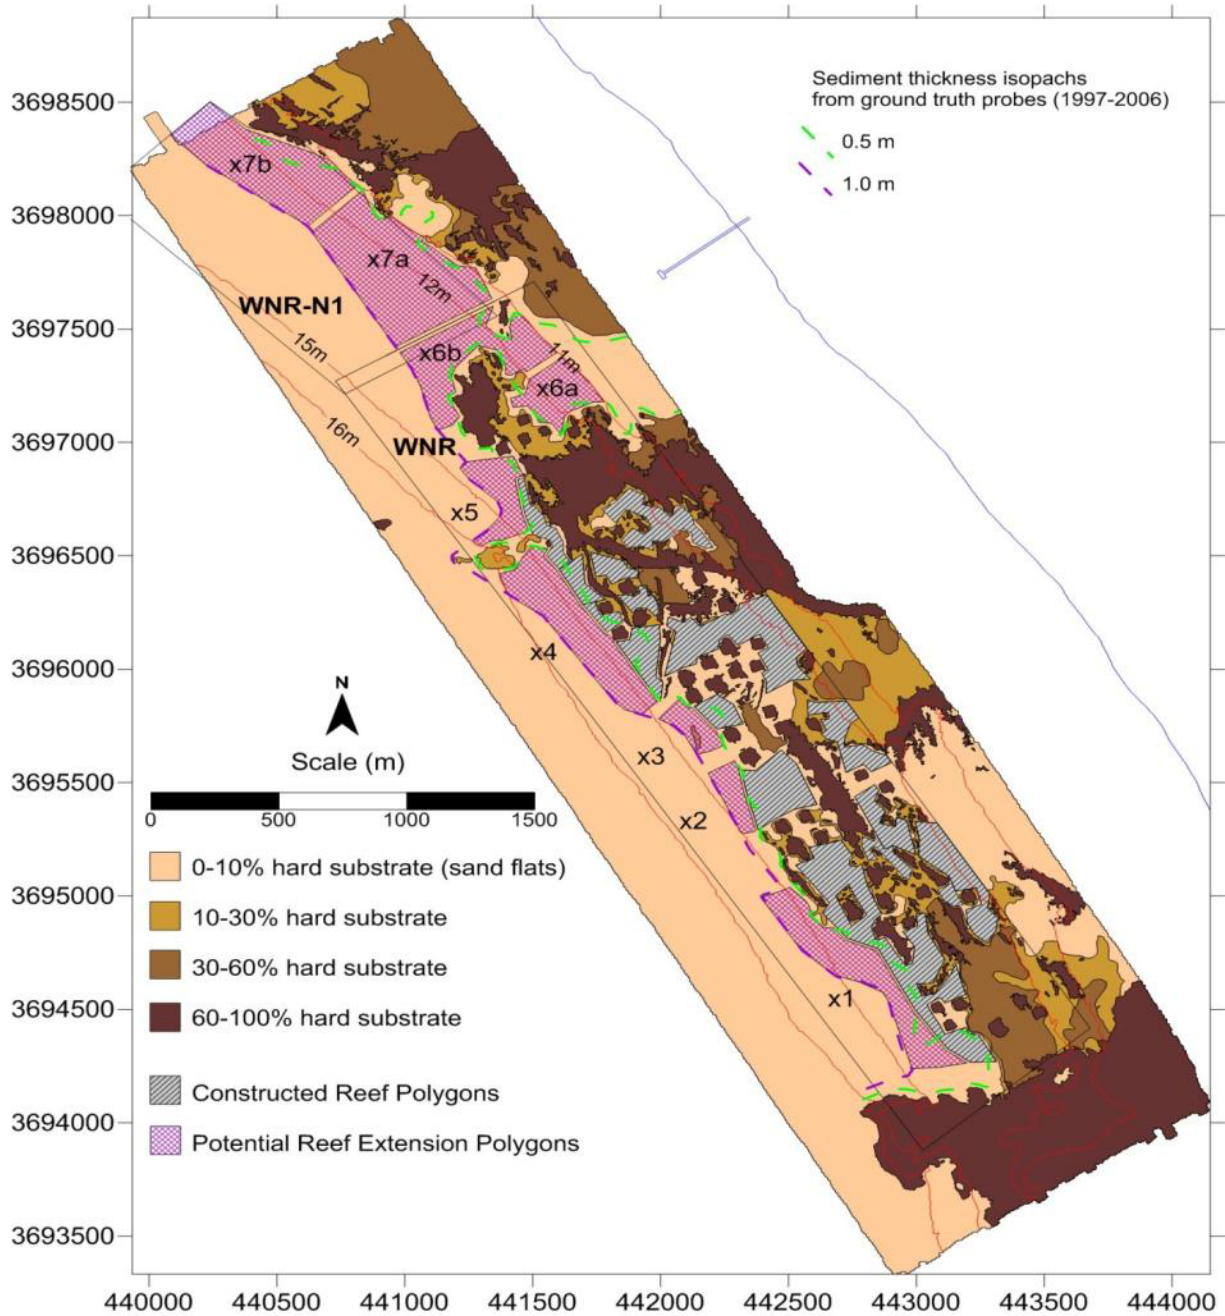 Sediment thickness isopachs
from ground truth probes (1997-2006)
0.5 m
1.0 m
3698500
3698000
3697500
3697000
3696500
3696000
3695500
3695000
3694500
3694000
3693500
x7b
x7a
12m
WNR-N1
15m
x6b
11m
x6a
16m
WNR
x5
x4
x3
x2
x1
N
Scale (m)
0 500 1000 1500
0-10% hard substrate (sand flats)
10-30% hard substrate
30-60% hard substrate
60-100% hard substrate
Constructed Reef Polygons
Potential Reef Extension Polygons
440000 440500 441000 441500 442000 442500 443000 443500 444000